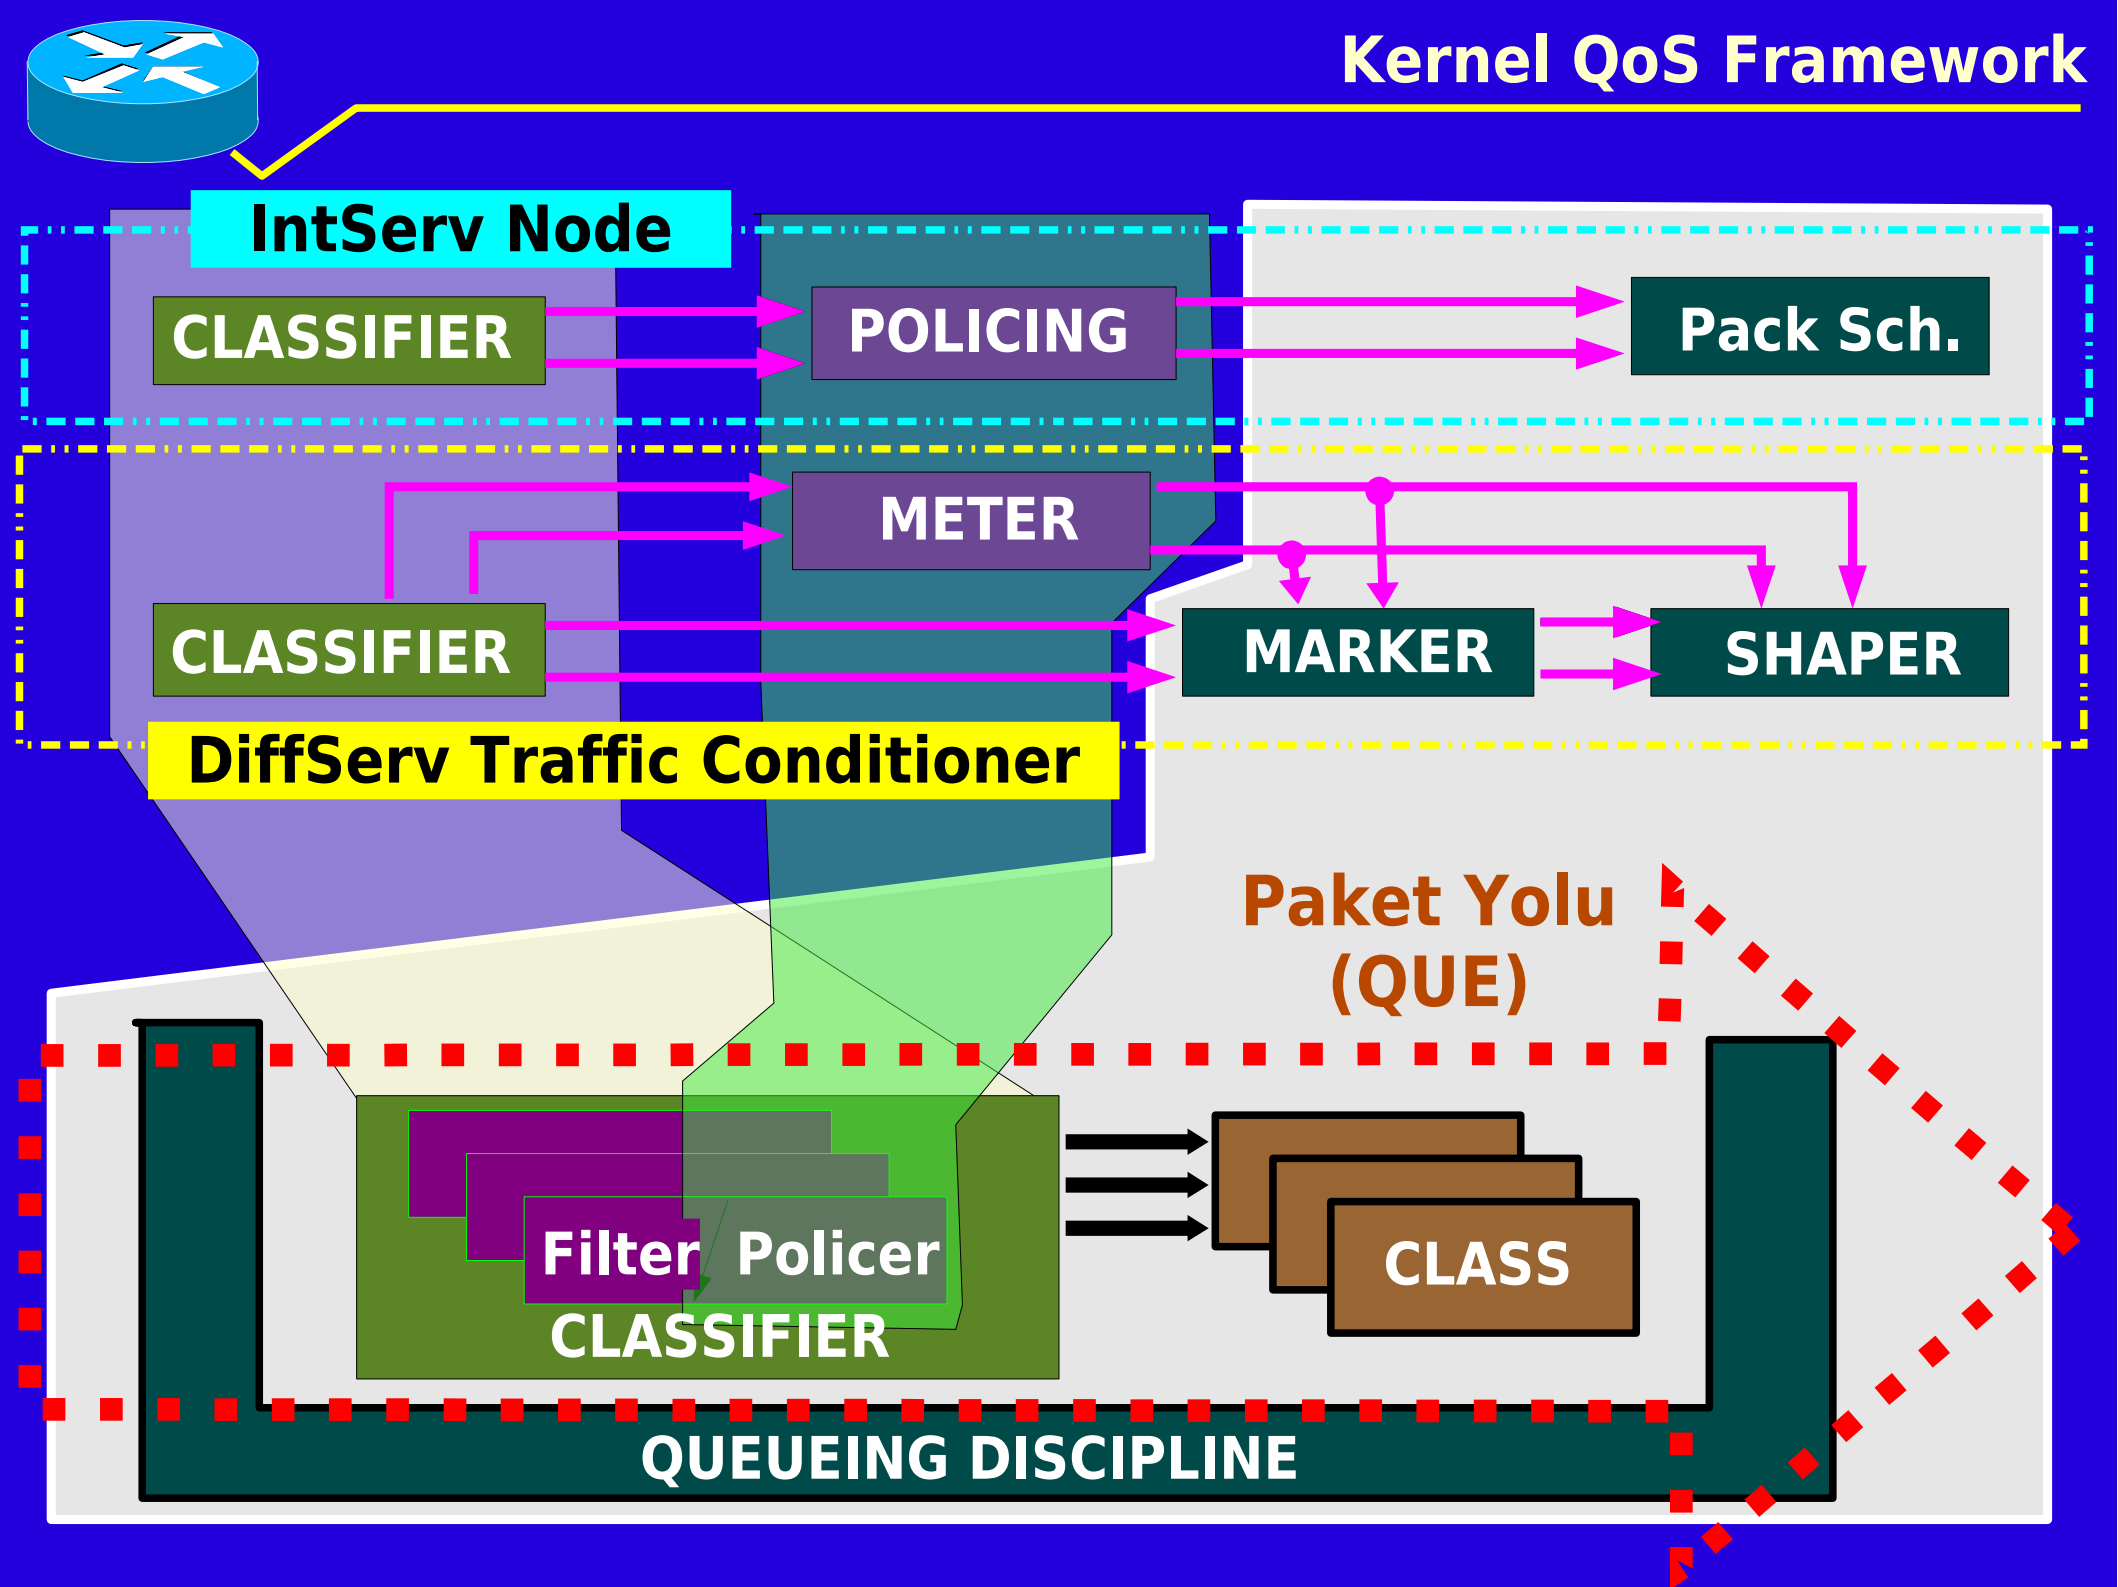 Kernel QoS Framework
IntServ Node
CLASSIFIER
POLICING
Pack Sch.
METER
CLASSIFIER
MARKER
SHAPER
DiffServ Traffic Conditioner
Paket Yolu
(QUE)
Filter
Policer
CLASSIFIER
CLASS
QUEUEING DISCIPLINE